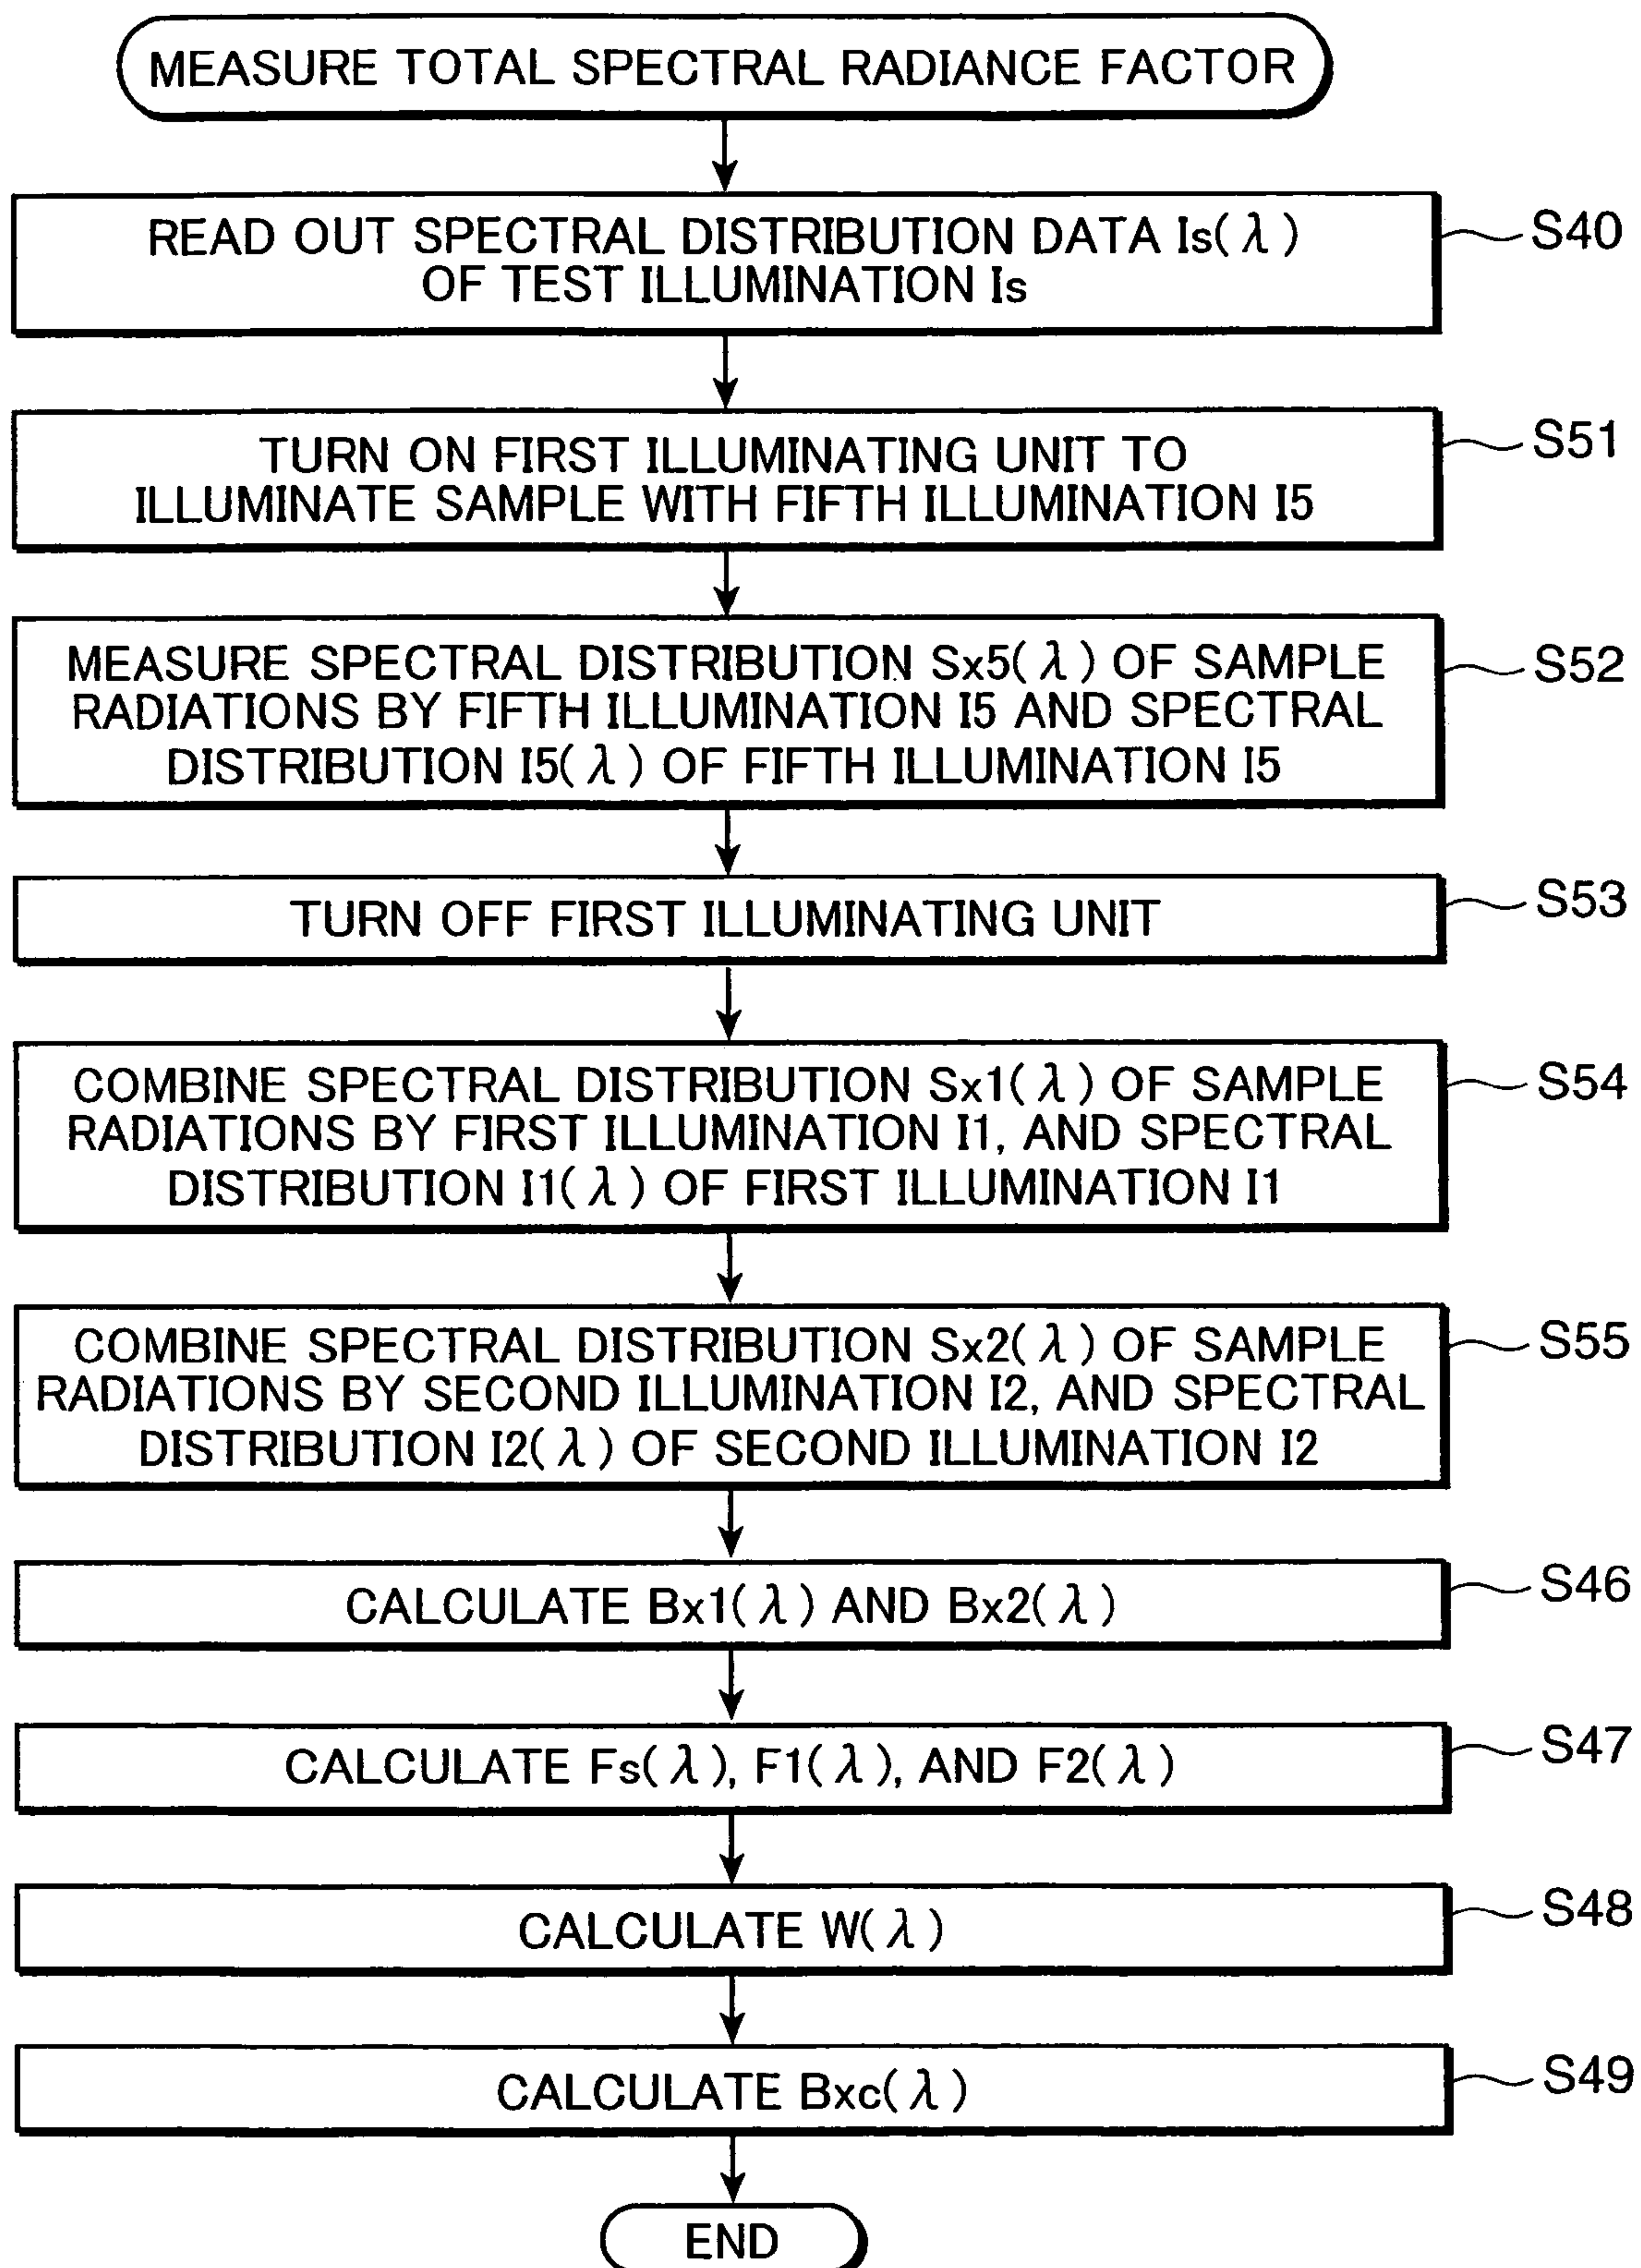 MEASURE TOTAL SPECTRAL RADIANCE FACTOR
READ OUT SPECTRAL DISTRIBUTION DATA Is(λ)
OF TEST ILLUMINATION Is
S40
TURN ON FIRST ILLUMINATING UNIT TO
ILLUMINATE SAMPLE WITH FIFTH ILLUMINATION I5
S51
MEASURE SPECTRAL DISTRIBUTION Sx5(λ) OF SAMPLE
RADIATIONS BY FIFTH ILLUMINATION I5 AND SPECTRAL
DISTRIBUTION I5(λ) OF FIFTH ILLUMINATION I5
S52
TURN OFF FIRST ILLUMINATING UNIT
S53
COMBINE SPECTRAL DISTRIBUTION Sx1(λ) OF SAMPLE
RADIATIONS BY FIRST ILLUMINATION I1, AND SPECTRAL
DISTRIBUTION I1(λ) OF FIRST ILLUMINATION I1
S54
COMBINE SPECTRAL DISTRIBUTION Sx2(λ) OF SAMPLE
RADIATIONS BY SECOND ILLUMINATION I2, AND SPECTRAL
DISTRIBUTION I2(λ) OF SECOND ILLUMINATION I2
S55
CALCULATE Bx1(λ) AND Bx2(λ)
S46
CALCULATE Fs(λ), F1(λ), AND F2(λ)
S47
CALCULATE W(λ)
S48
CALCULATE Bxc(λ)
S49
END